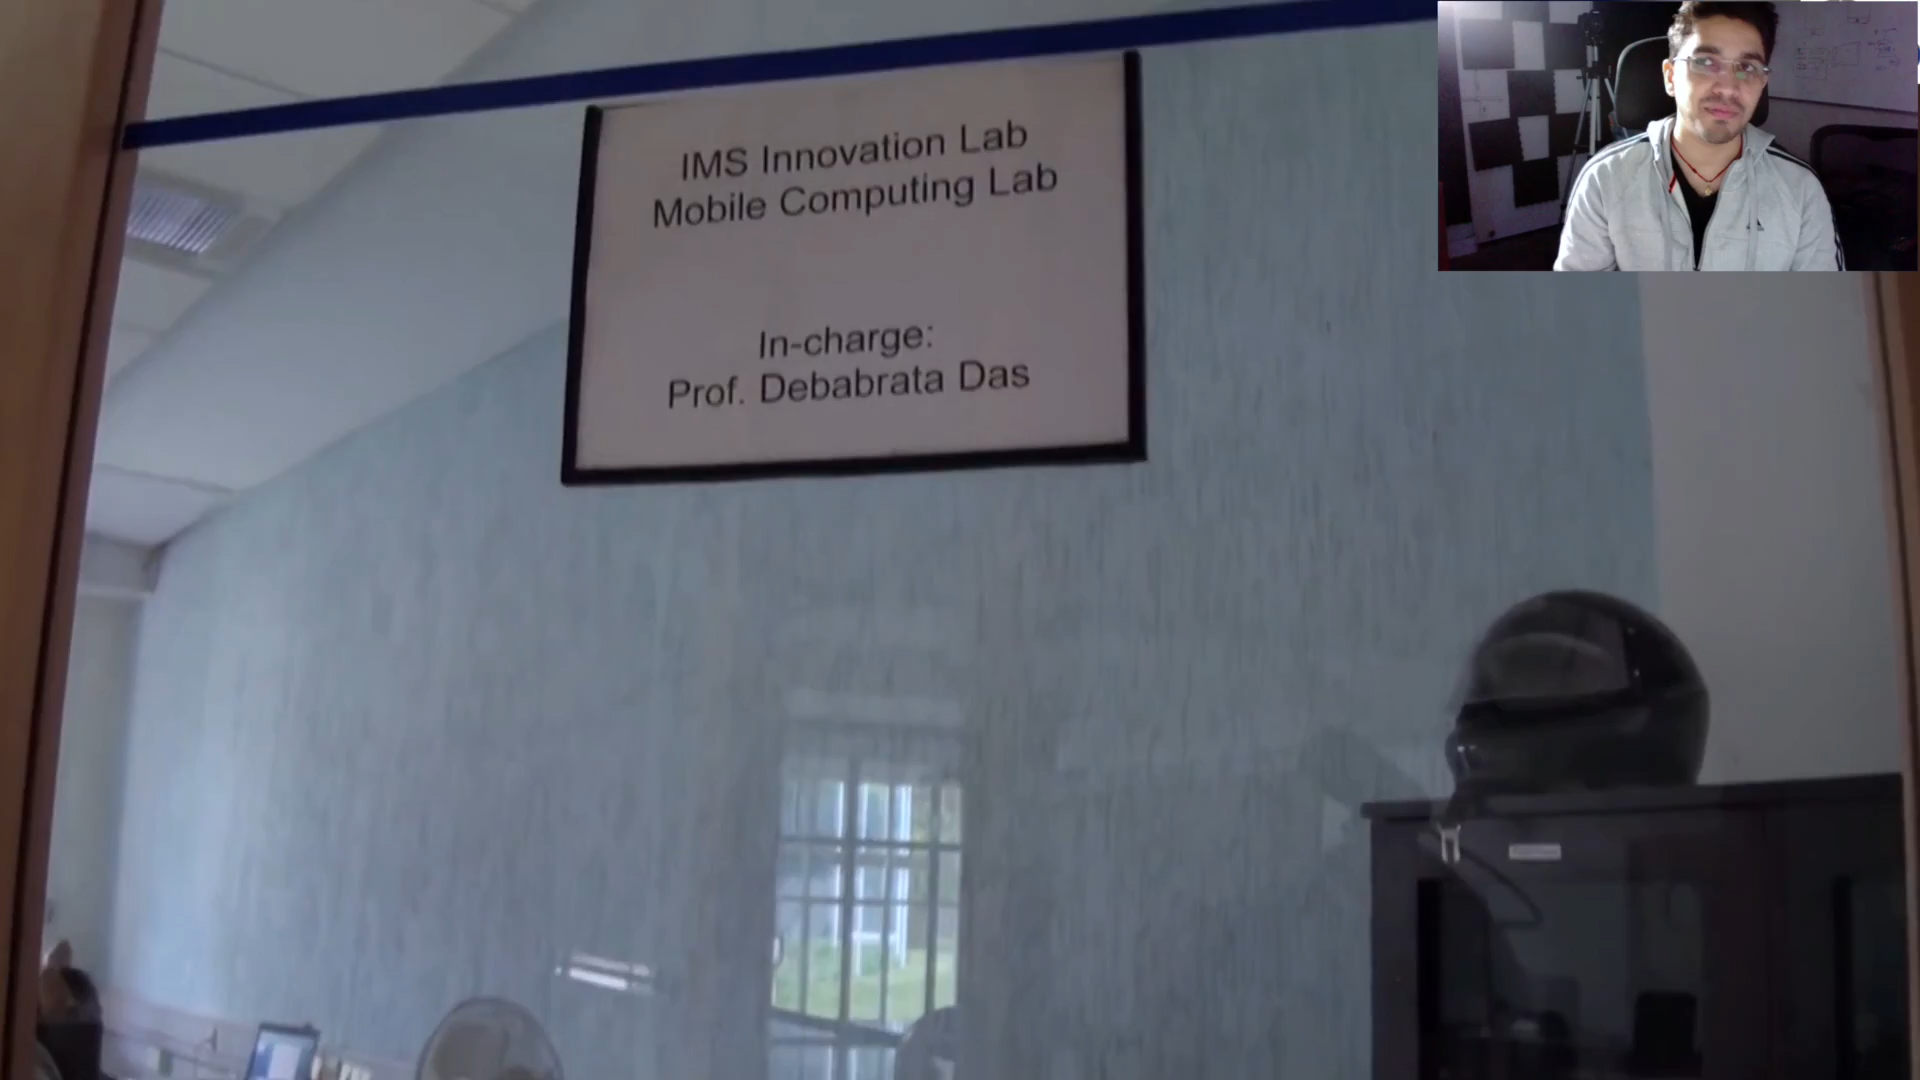 IMS Innovation Lab
Mobile Computing Lab
In-charge:
Prof. Debabrata Das